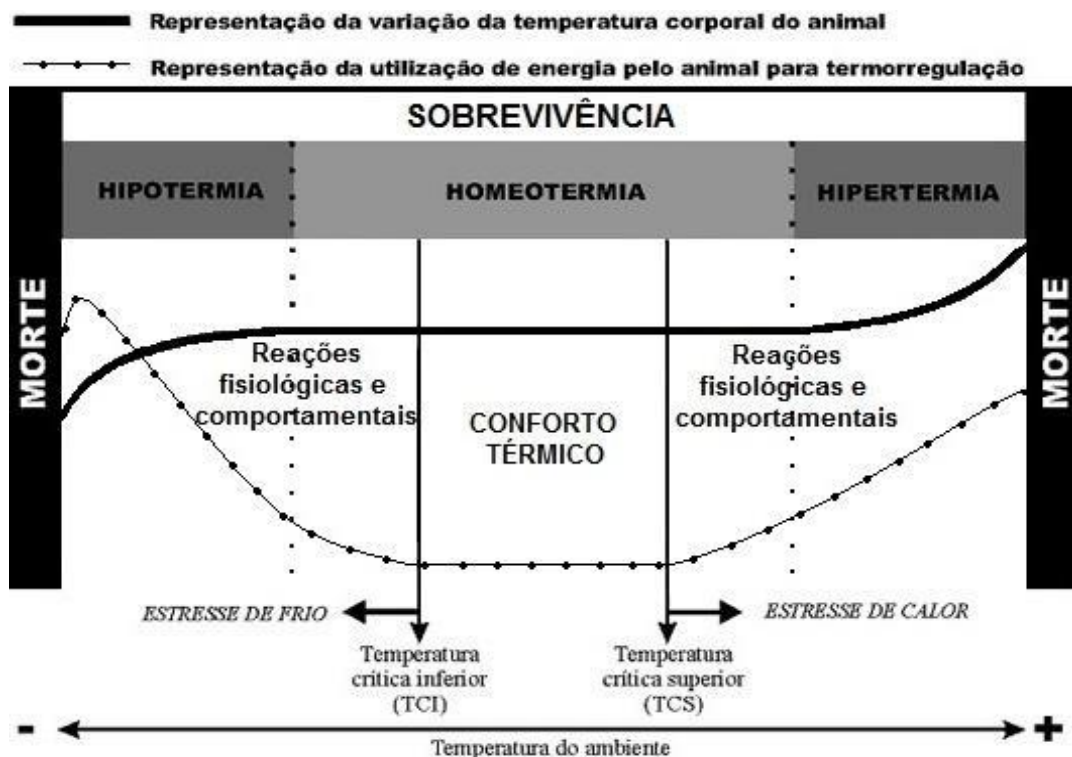 Representação da variação da temperatura corporal do animal
Representação da utilização de energia pelo animal para termorregulação
SOBREVIVÊNCIA
HIPOTERMIA
HOMEOTERMIA
HIPERTERMIA
MORTE
MORTE
Reações
fisiológicas e
comportamentais
CONFORTO
TÉRMICO
Reações
fisiológicas e
comportamentais
ESTRESSE DE FRIO
ESTRESSE DE CALOR
Temperatura
crítica inferior
(TCI)
Temperatura
crítica superior
(TCS)
- +
Temperatura do ambiente